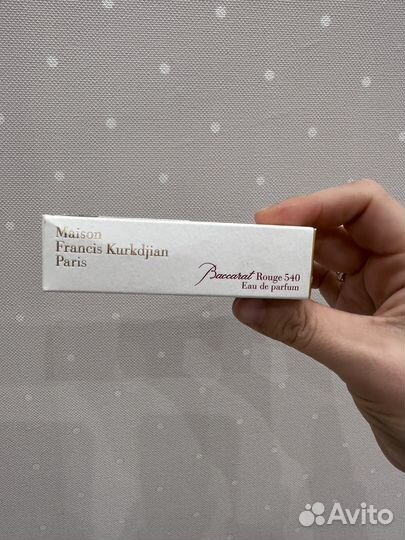 Maison
Francis Kurkdjian
Paris
Baccarat Rouge 540
Eau de parfum
Avito